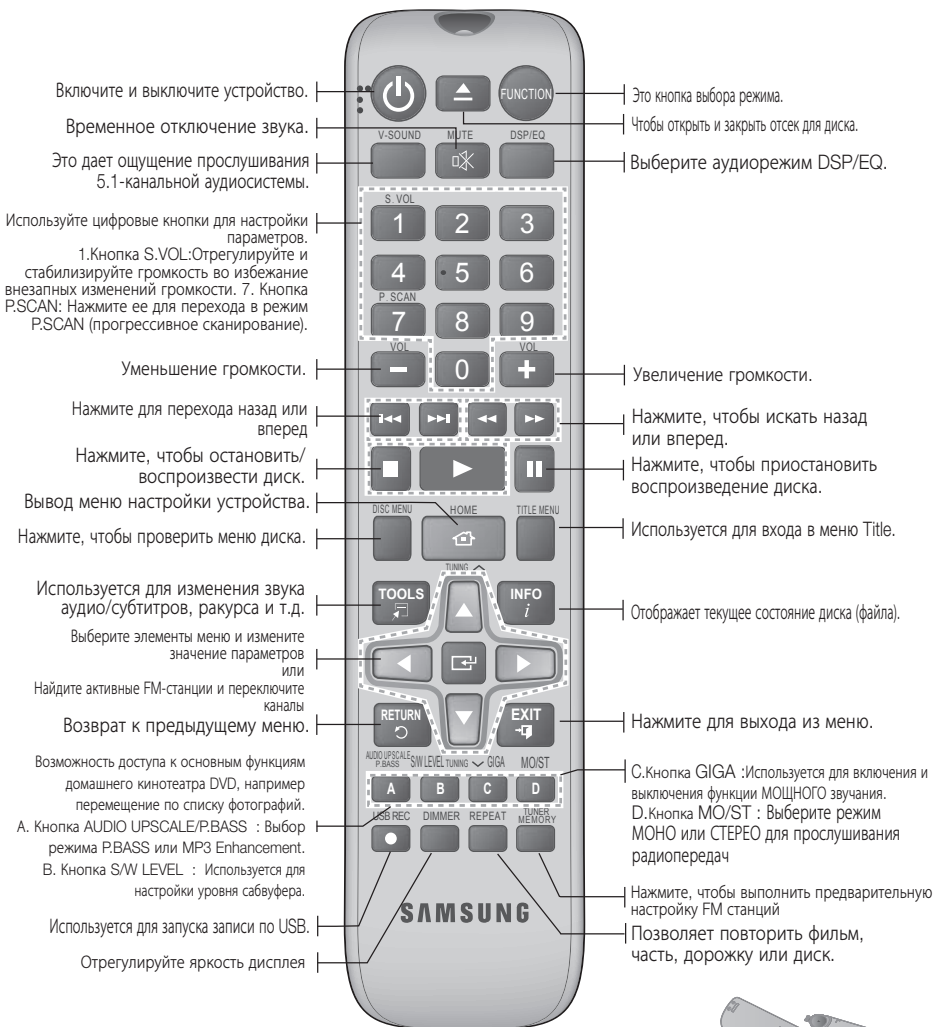 Включите и выключите устройство.
Временное отключение звука.
Это дает ощущение прослушивания
5.1-канальной аудиосистемы.
Используйте цифровые кнопки для настройки
параметров.
1.Кнопка S.VOL:Отрегулируйте и
стабилизируйте громкость во избежание
внезапных изменений громкости. 7. Кнопка
P.SCAN: Нажмите ее для перехода в режим
P.SCAN (прогрессивное сканирование).
Уменьшение громкости.
Нажмите для перехода назад или
вперед
Нажмите, чтобы остановить/
воспроизвести диск.
Вывод меню настройки устройства.
Нажмите, чтобы проверить меню диска.
Используется для изменения звука
аудио/субтитров, ракурса и т.д.
Выберите элементы меню и измените
значение параметров
или
Найдите активные FM-станции и переключите
каналы
Возврат к предыдущему меню.
Возможность доступа к основным функциям
домашнего кинотеатра DVD, например
перемещение по списку фотографий.
A. Кнопка AUDIO UPSCALE/P.BASS : Выбор
режима P.BASS или MP3 Enhancement.
B. Кнопка S/W LEVEL : Используется для
настройки уровня сабвуфера.
Используется для запуска записи по USB.
Отрегулируйте яркость дисплея
FUNCTION
V-SOUND MUTE DSP/EQ
S.VOL
1 2 3
4 5 6
P.SCAN
7 8 9
VOL VOL
0
DISC MENU HOME TITLE MENU
TUNING
TOOLS INFO
i
RETURN EXIT
AUDIO UPSCALE
P.BASS S/W LEVEL TUNING GIGA MO/ST
A B C D
USB REC DIMMER REPEAT TUNER
MEMORY
SAMSUNG
Это кнопка выбора режима.
Чтобы открыть и закрыть отсек для диска.
Выберите аудиорежим DSP/EQ.
Увеличение громкости.
Нажмите, чтобы искать назад
или вперед.
Нажмите, чтобы приостановить
воспроизведение диска.
Используется для входа в меню Title.
Отображает текущее состояние диска (файла).
Нажмите для выхода из меню.
C.Кнопка GIGA :Используется для включения и
выключения функции МОЩНОГО звучания.
D.Кнопка MO/ST : Выберите режим
МОНО или СТЕРЕО для прослушивания
радиопередач
Нажмите, чтобы выполнить предварительную
настройку FM станций
Позволяет повторить фильм,
часть, дорожку или диск.